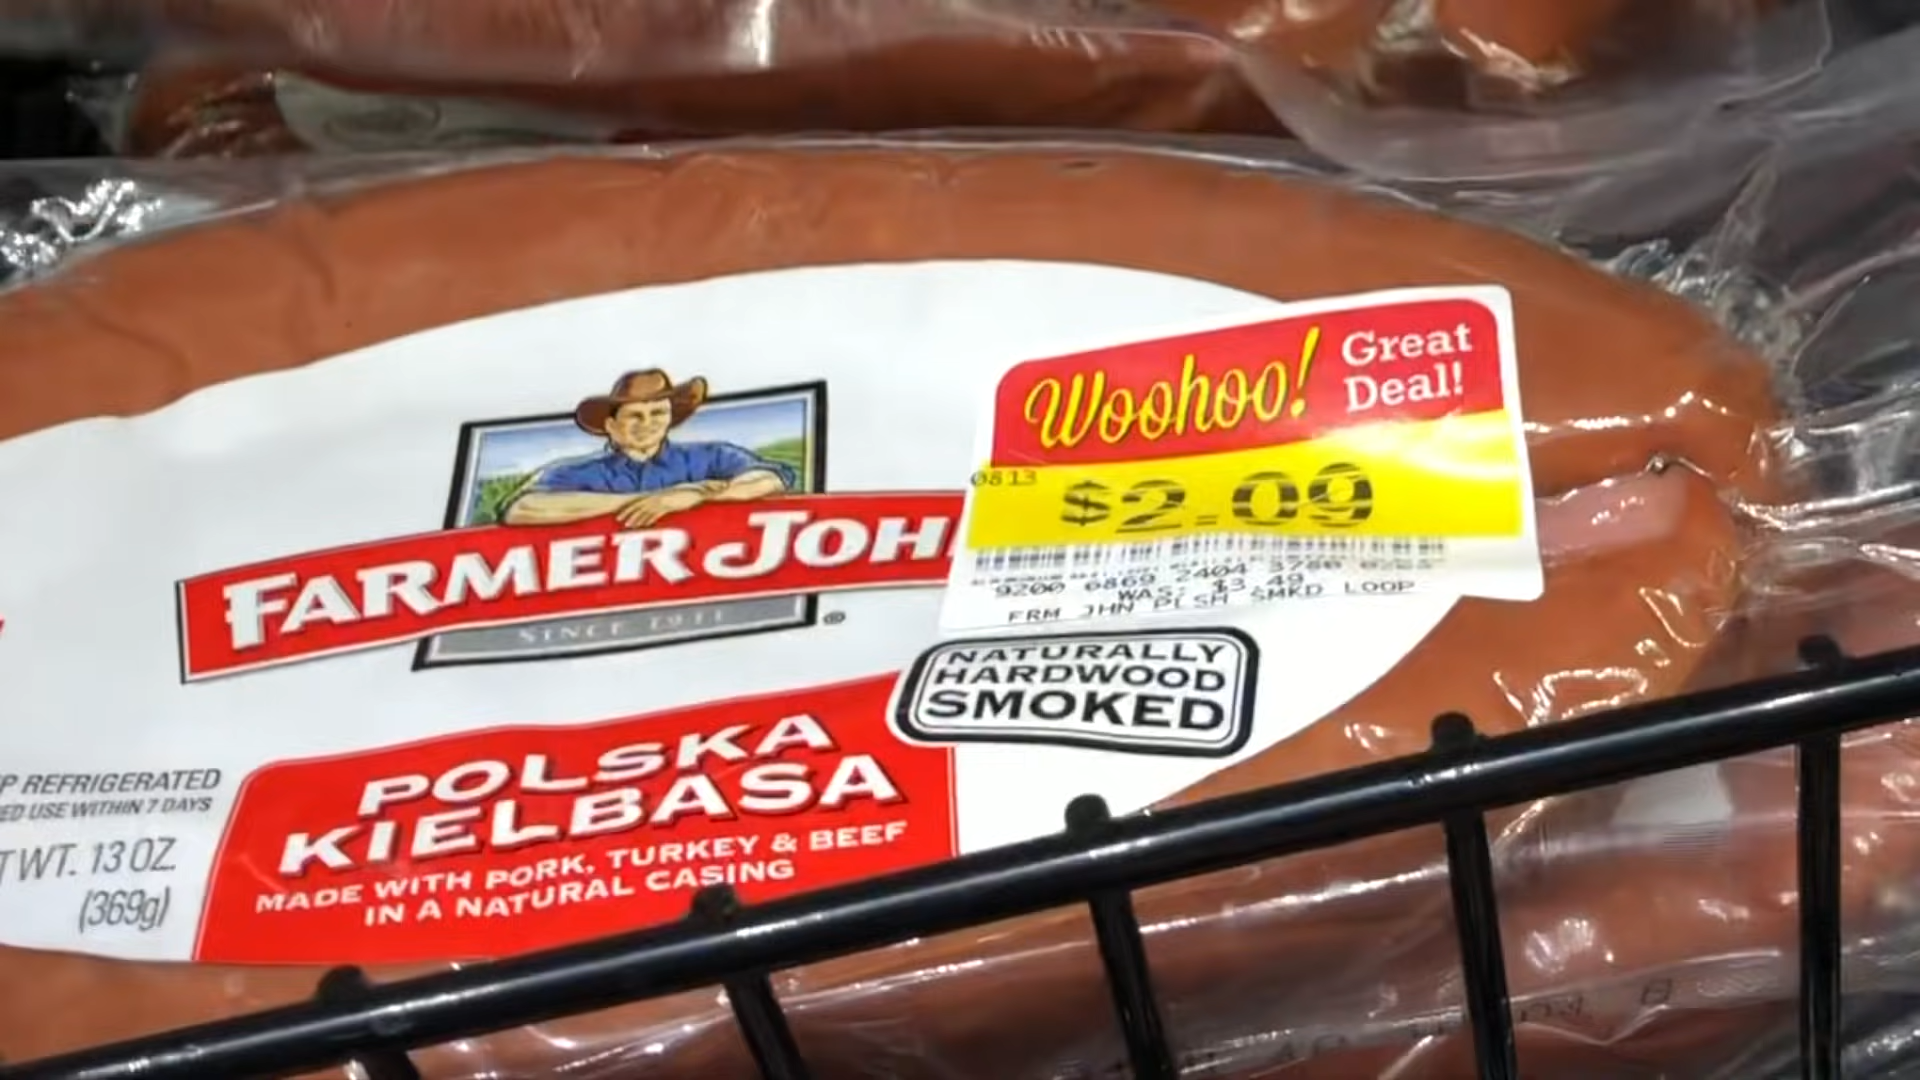 Woohoo! Great Deal!
0813
$2.09
9200 0869 2404 3780
WAS: $3.49
FRM JHN PLSH SMKD LOOP
FARMER JOH
SINCE 1931
®
NATURALLY
HARDWOOD
SMOKED
POLSKA
KIELBASA
MADE WITH PORK, TURKEY & BEEF
IN A NATURAL CASING
P REFRIGERATED
ED USE WITHIN 7 DAYS
T WT. 13 OZ.
(369g)